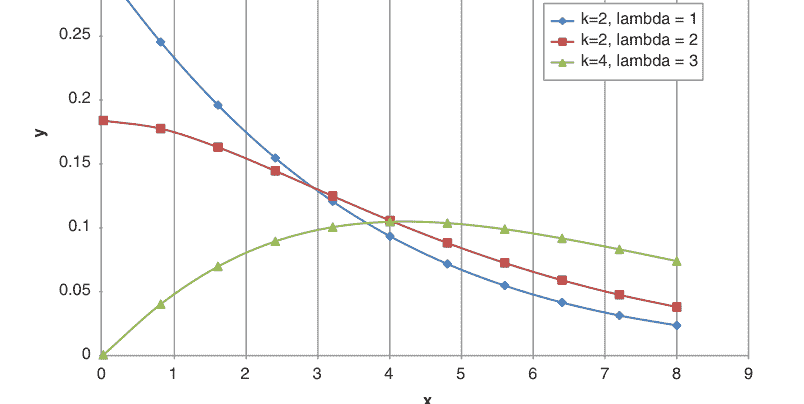 0.25
0.2
0.15
0.1
0.05
0
y
k=2, lambda = 1
k=2, lambda = 2
k=4, lambda = 3
0 1 2 3 4 5 6 7 8 9
x